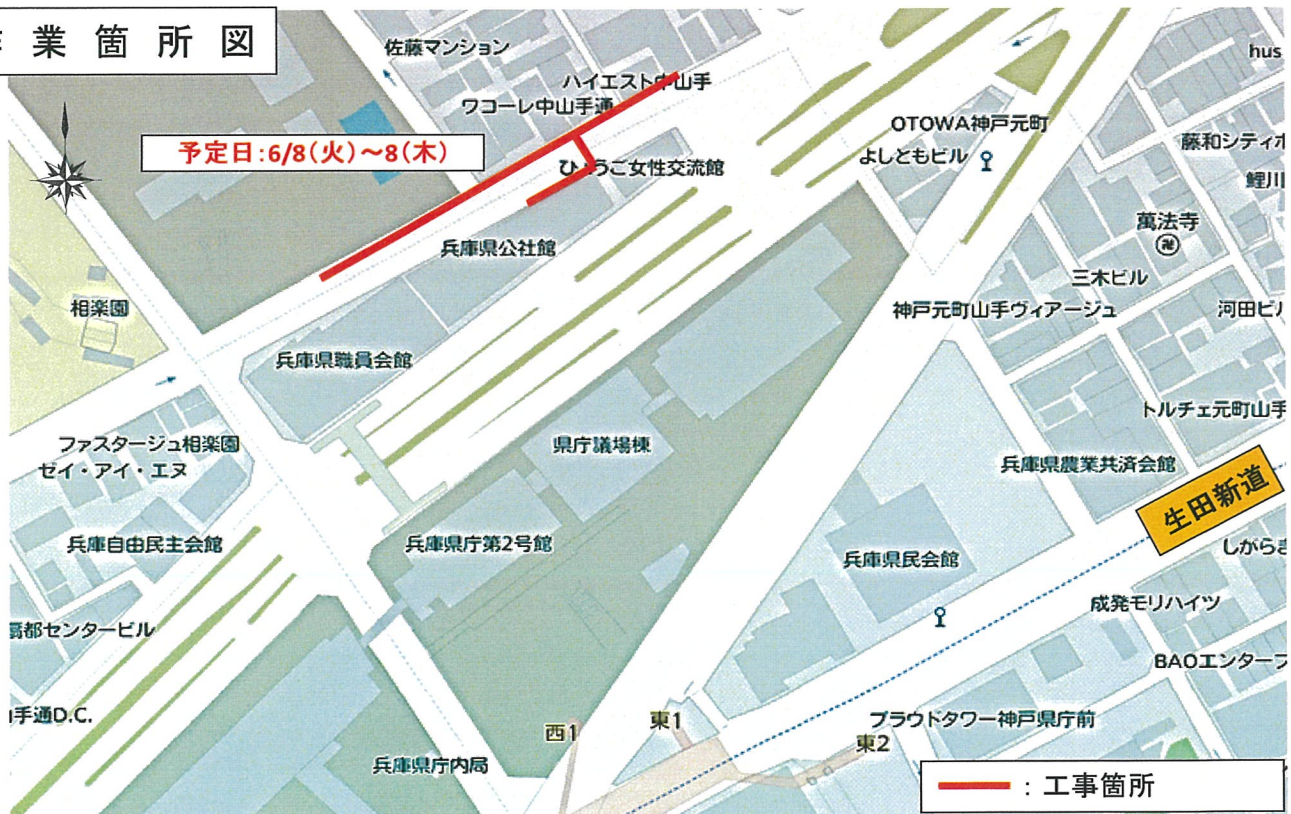 業箇所図
佐藤マンション
hus
ハイエスト中山手
ワコーレ中山手通
OTOWA神戸元町
藤和シティ
予定日:6/8(火)～8(木)
よしともビル
ひょうご女性交流館
鯉川
萬法寺
兵庫県公社館
三木ビル
相楽園
神戸元町山手ヴィアージュ
河田ビル
兵庫県職員会館
トルチェ元町山手
ファスタージュ相楽園
県庁議場棟
ゼイ・アイ・エヌ
兵庫県農業共済会館
生田新道
兵庫自由民主会館
兵庫県庁第2号館
しがらき
兵庫県民会館
成発モリハイツ
都センタービル
BAOエンタープ
手通D.C.
西1
東1
プラウドタワー神戸県庁前
東2
兵庫県庁内局
:工事箇所